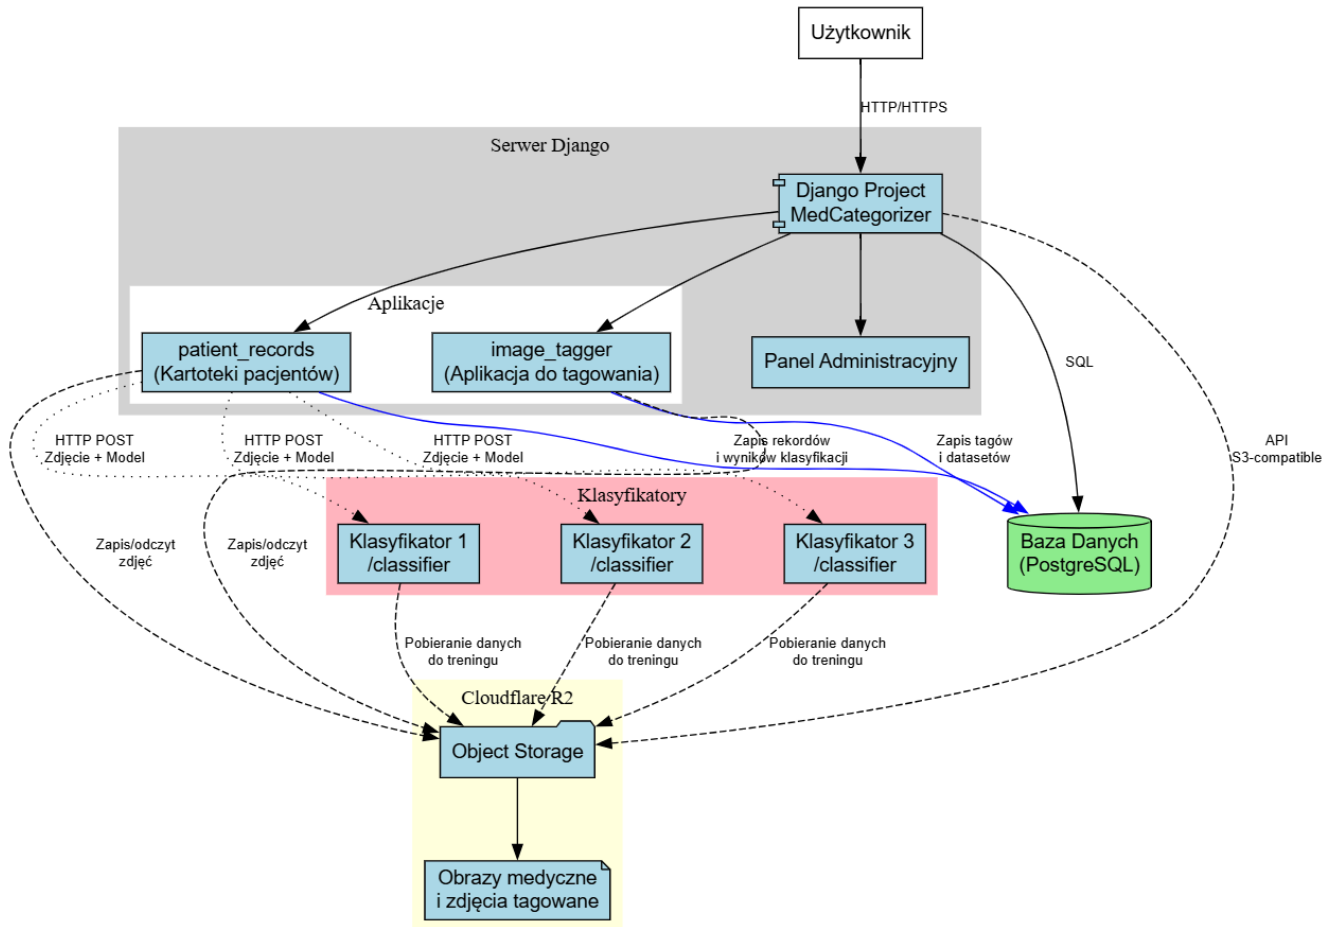 Użytkownik
HTTP/HTTPS
Serwer Django
Django Project
MedCategorizer
Aplikacje
patient_records
(Kartoteki pacjentów)
image_tagger
(Aplikacja do tagowania)
Panel Administracyjny
SQL
HTTP POST
Zdjęcie + Model
HTTP POST
Zdjęcie + Model
HTTP POST
Zdjęcie + Model
Zapis rekordów
i wyników klasyfikacji
Zapis tagów
i datasetów
API
S3-compatible
Klasyfikatory
Zapis/odczyt
zdjęć
Zapis/odczyt
zdjęć
Klasyfikator 1
/classifier
Klasyfikator 2
/classifier
Klasyfikator 3
/classifier
Baza Danych
(PostgreSQL)
Pobieranie danych
do treningu
Pobieranie danych
do treningu
Pobieranie danych
do treningu
Cloudflare R2
Object Storage
Obrazy medyczne
i zdjęcia tagowane